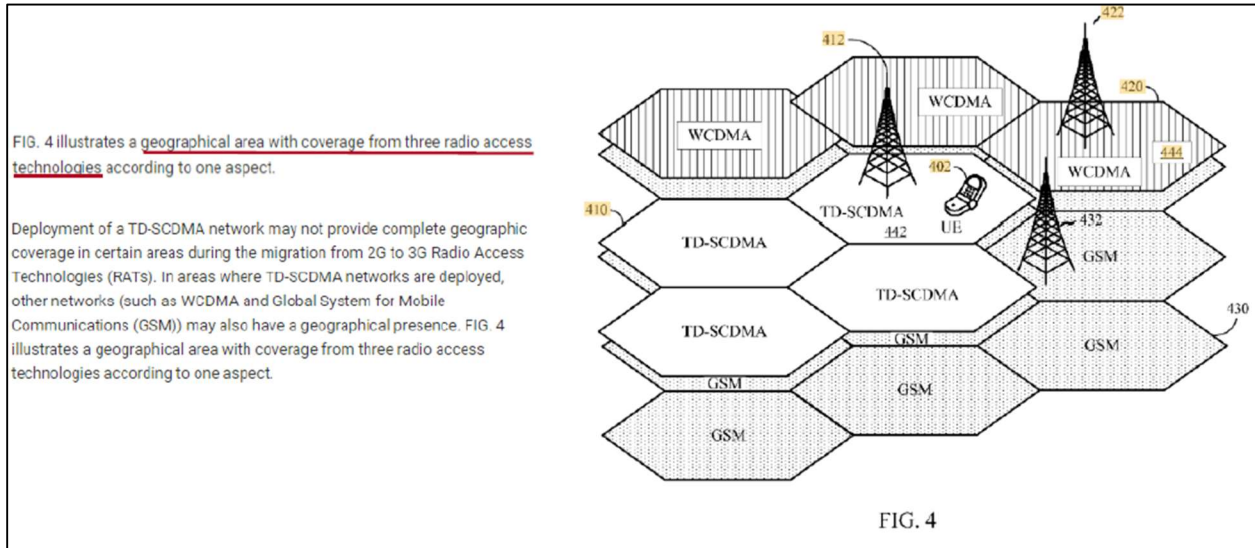 FIG. 4 illustrates a geographical area with coverage from three radio access
technologies according to one aspect.
Deployment of a TD-SCDMA network may not provide complete geographic
coverage in certain areas during the migration from 2G to 3G Radio Access
Technologies (RATs). In areas where TD-SCDMA networks are deployed,
other networks (such as WCDMA and Global System for Mobile
Communications (GSM)) may also have a geographical presence. FIG. 4
illustrates a geographical area with coverage from three radio access
technologies according to one aspect.
422
412
420
WCDMA
WCDMA
444
WCDMA
402
410
TD-SCDMA
442
UE
432
TD-SCDMA
GSM
TD-SCDMA
TD-SCDMA
430
GSM
GSM
GSM
GSM
GSM
FIG. 4